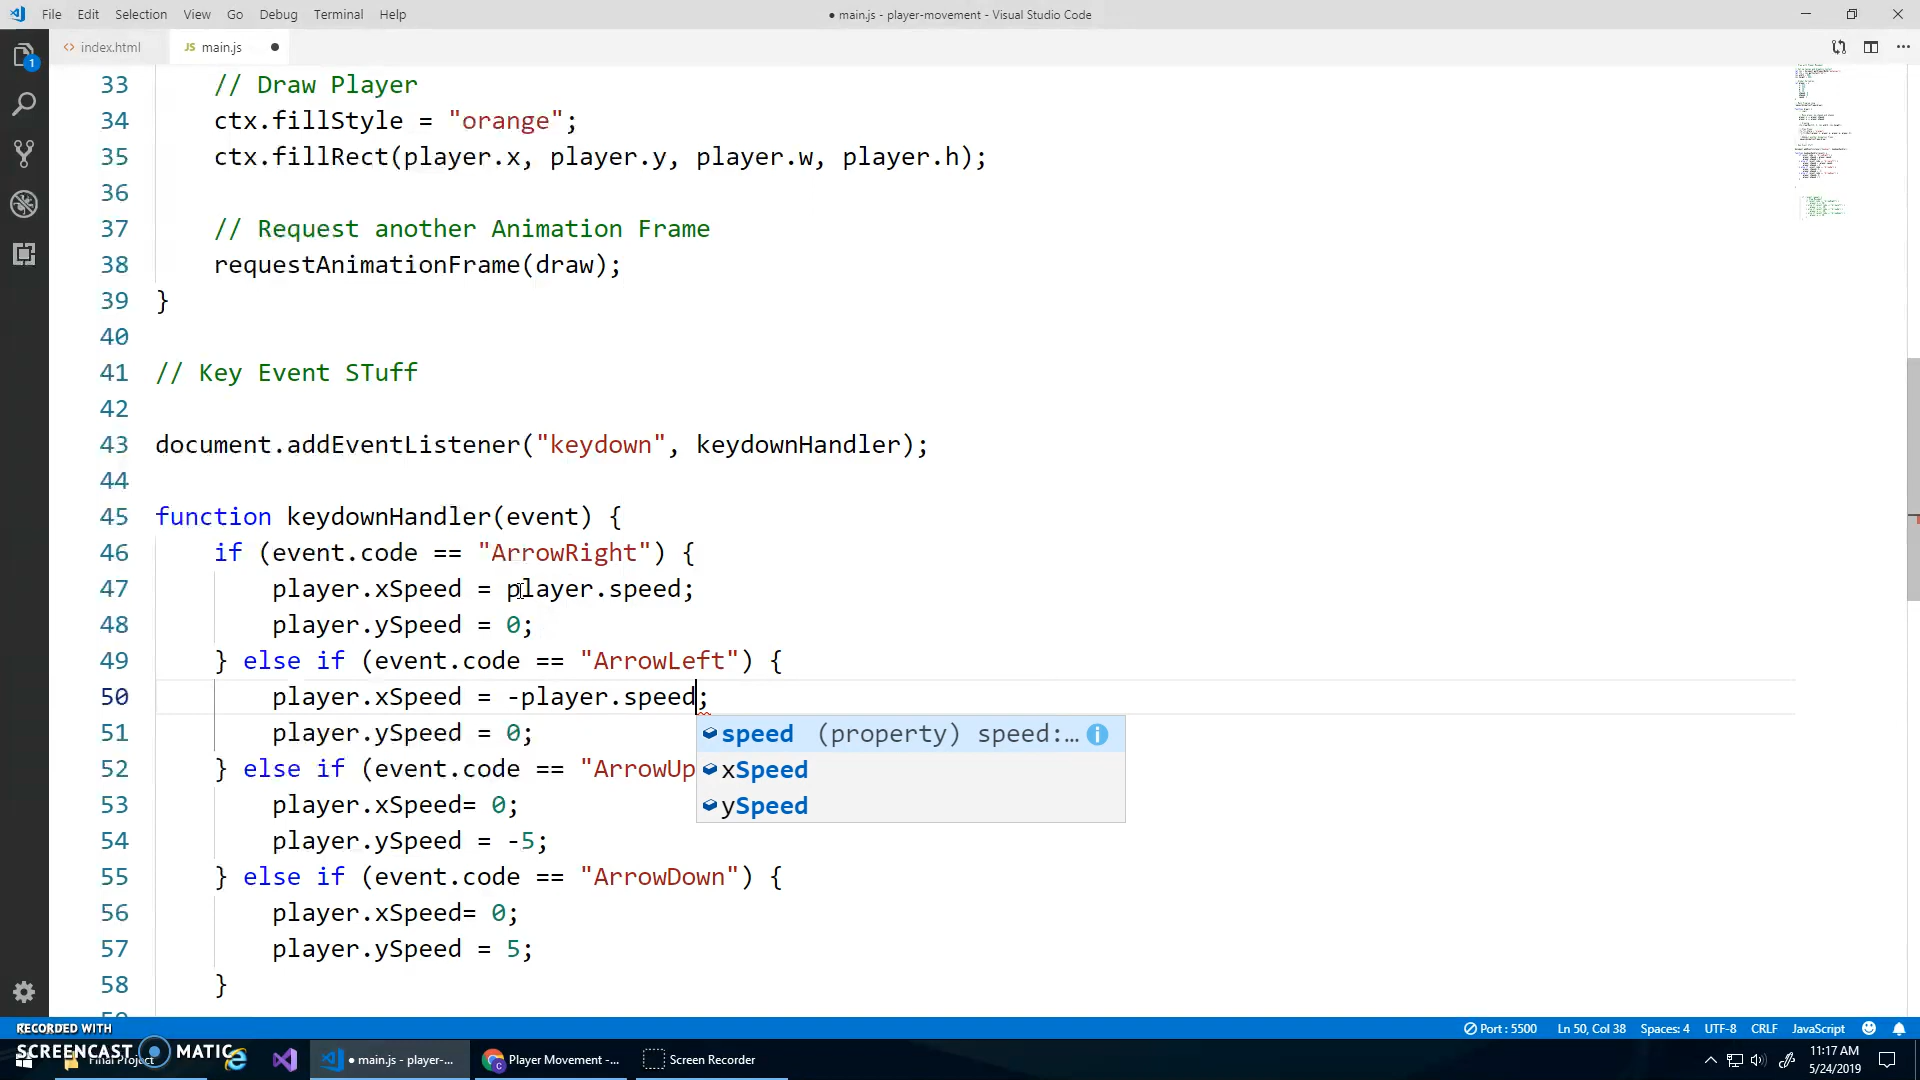 File Edit Selection View Go Debug Terminal Help
● main.js - player-movement - Visual Studio Code
<> index.html
JS main.js ●
1
33 // Draw Player
34 ctx.fillStyle = "orange";
35 ctx.fillRect(player.x, player.y, player.w, player.h);
36
37 // Request another Animation Frame
38 requestAnimationFrame(draw);
39 }
40
41 // Key Event STuff
42
43 document.addEventListener("keydown", keydownHandler);
44
45 function keydownHandler(event) {
46 if (event.code == "ArrowRight") {
47 player.xSpeed = player.speed;
48 player.ySpeed = 0;
49 } else if (event.code == "ArrowLeft") {
50 player.xSpeed = -player.speed;
51 player.ySpeed = 0;
speed (property) speed:…
52 } else if (event.code == "ArrowUp
xSpeed
53 player.xSpeed= 0;
ySpeed
54 player.ySpeed = -5;
55 } else if (event.code == "ArrowDown") {
56 player.xSpeed= 0;
57 player.ySpeed = 5;
58 }
RECORDED WITH
SCREENCAST MATIC
Port : 5500 Ln 50, Col 38 Spaces: 4 UTF-8 CRLF JavaScript
Final Project
● main.js - player-...
Player Movement -...
Screen Recorder
11:17 AM
5/24/2019